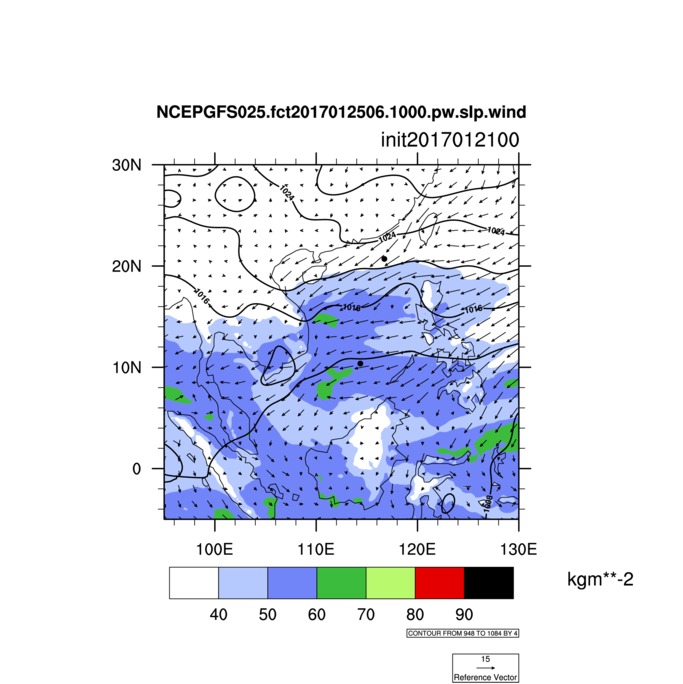 NCEPGFS025.fct2017012506.1000.pw.slp.wind
init2017012100
30N
1024
1024
1024
20N
1016
1016
1016
10N
0
1008
100E 110E 120E 130E
kgm**-2
40 50 60 70 80 90
CONTOUR FROM 948 TO 1084 BY 4
15
Reference Vector